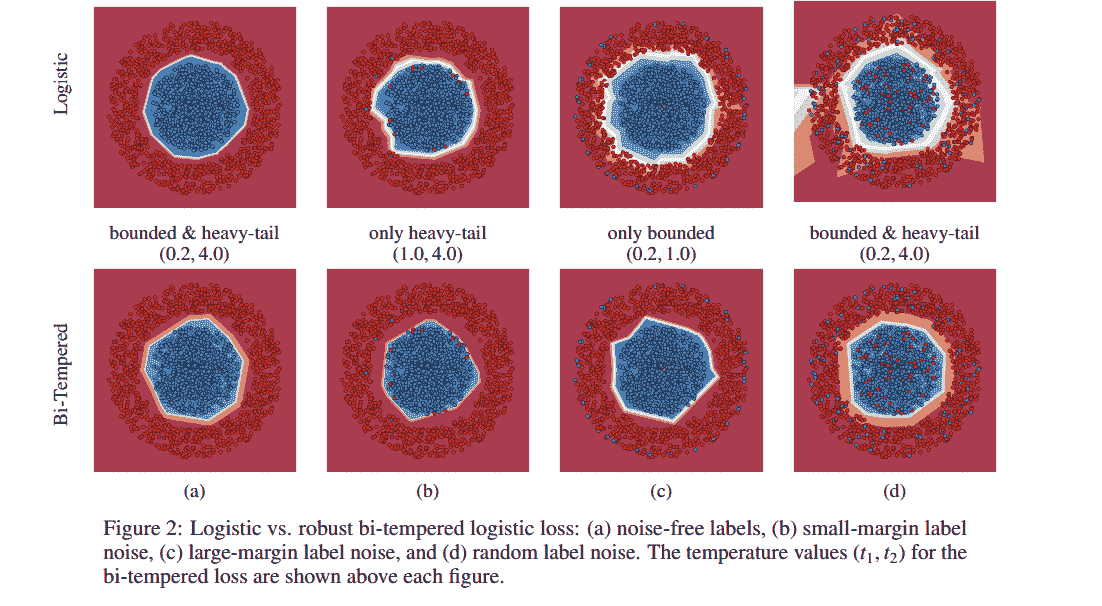 Logistic
bounded & heavy-tail
(0.2, 4.0)
only heavy-tail
(1.0, 4.0)
only bounded
(0.2, 1.0)
bounded & heavy-tail
(0.2, 4.0)
Bi-Tempered
(a)
(b)
(c)
(d)
Figure 2: Logistic vs. robust bi-tempered logistic loss: (a) noise-free labels, (b) small-margin label
noise, (c) large-margin label noise, and (d) random label noise. The temperature values (t₁, t₂) for the
bi-tempered loss are shown above each figure.